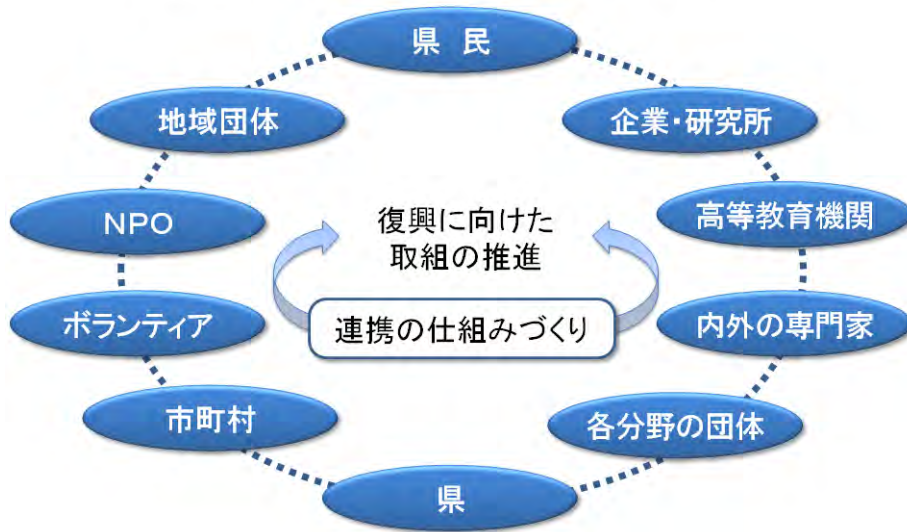 県　民
地域団体
企業・研究所
NPO
高等教育機関
復興に向けた
取組の推進
ボランティア
連携の仕組みづくり
内外の専門家
市町村
各分野の団体
県